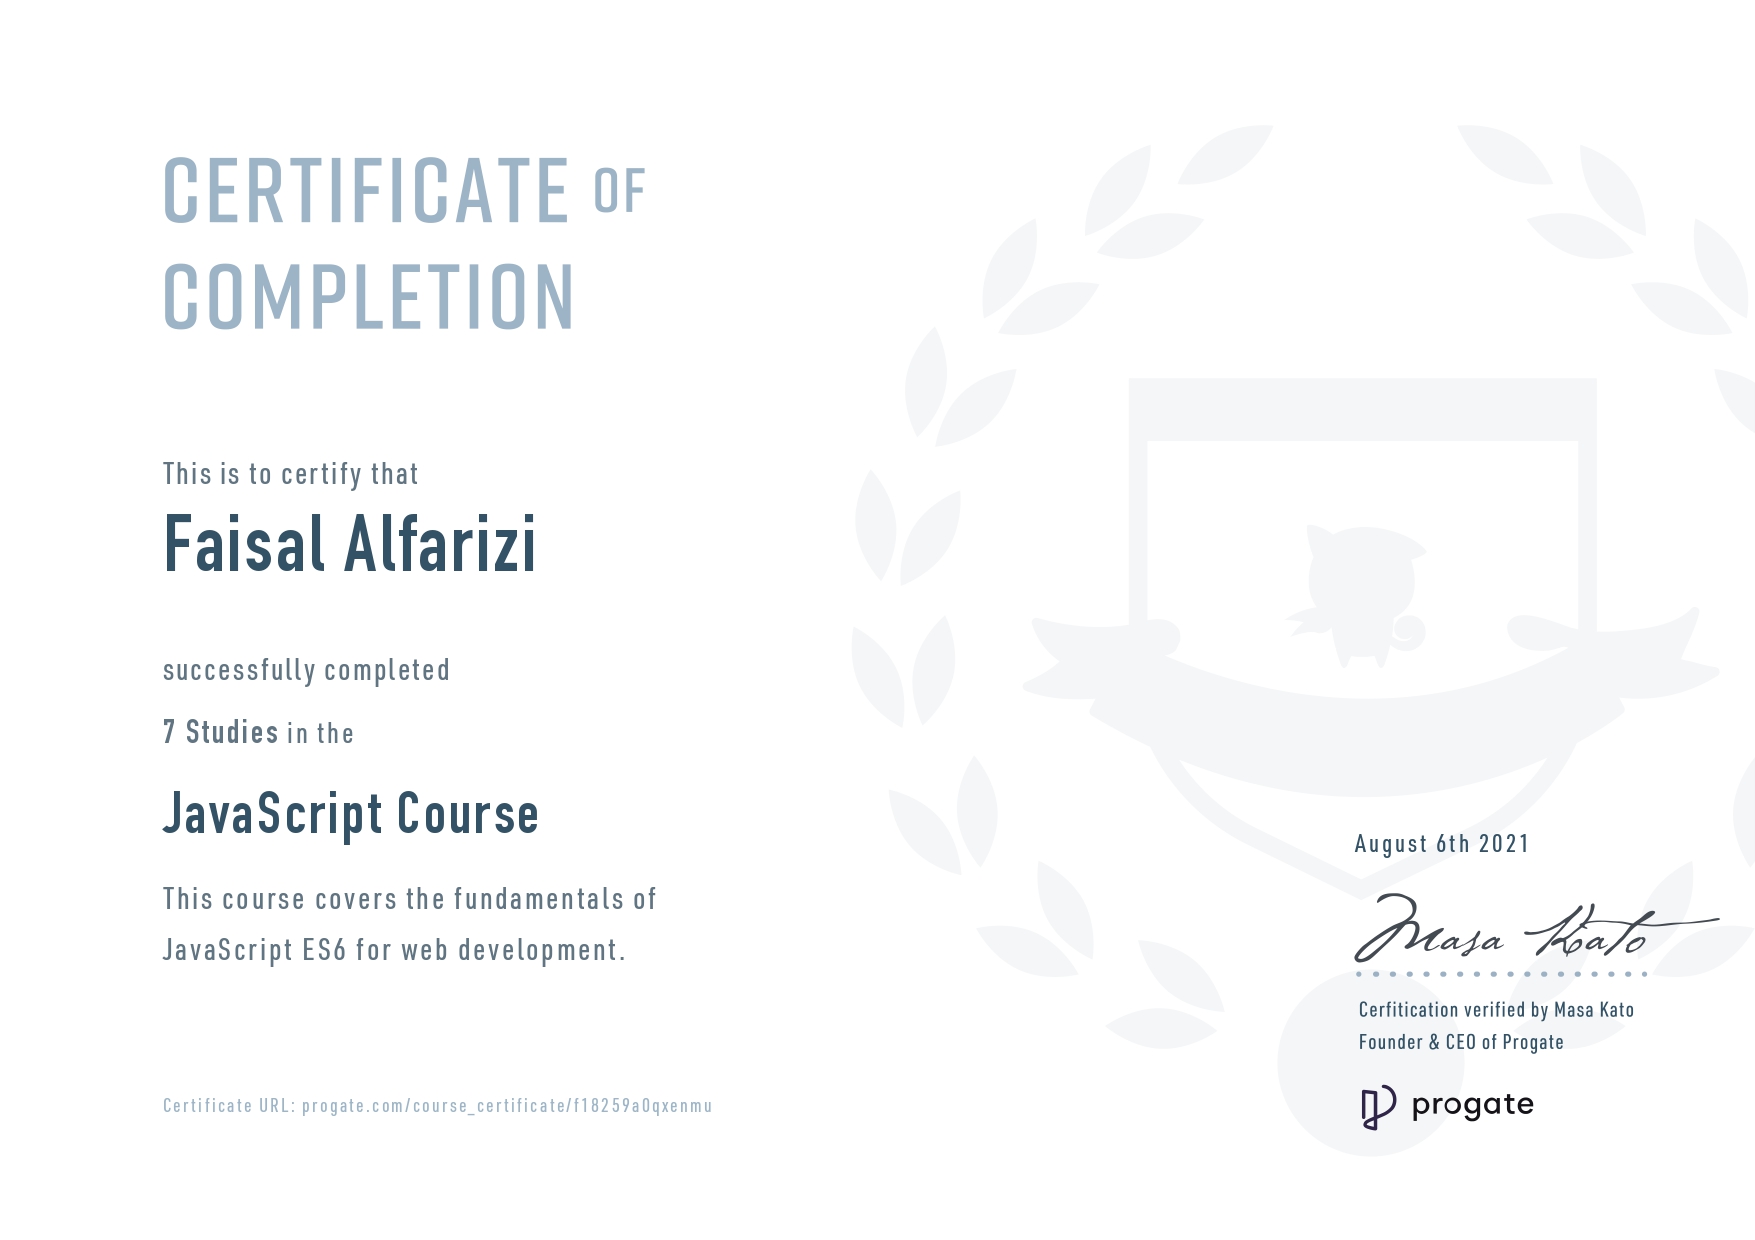 CERTIFICATE OF
COMPLETION
This is to certify that
Faisal Alfarizi
successfully completed
7 Studies in the
JavaScript Course
This course covers the fundamentals of
JavaScript ES6 for web development.
August 6th 2021
Masa Kato
Cerfitication verified by Masa Kato
Founder & CEO of Progate
progate
Certificate URL: progate.com/course_certificate/f18259a0qxenmu